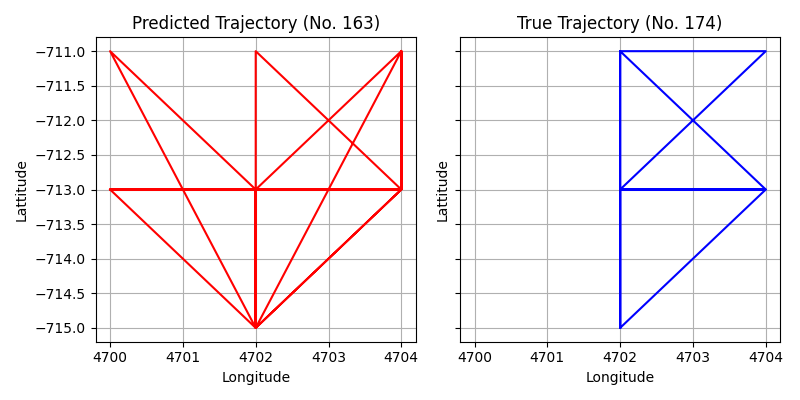 Predicted Trajectory (No. 163)
True Trajectory (No. 174)
−711.0
−711.5
−712.0
−712.5
−713.0
−713.5
−714.0
−714.5
−715.0
Lattitude
4700 4701 4702 4703 4704
Longitude
Lattitude
4700 4701 4702 4703 4704
Longitude